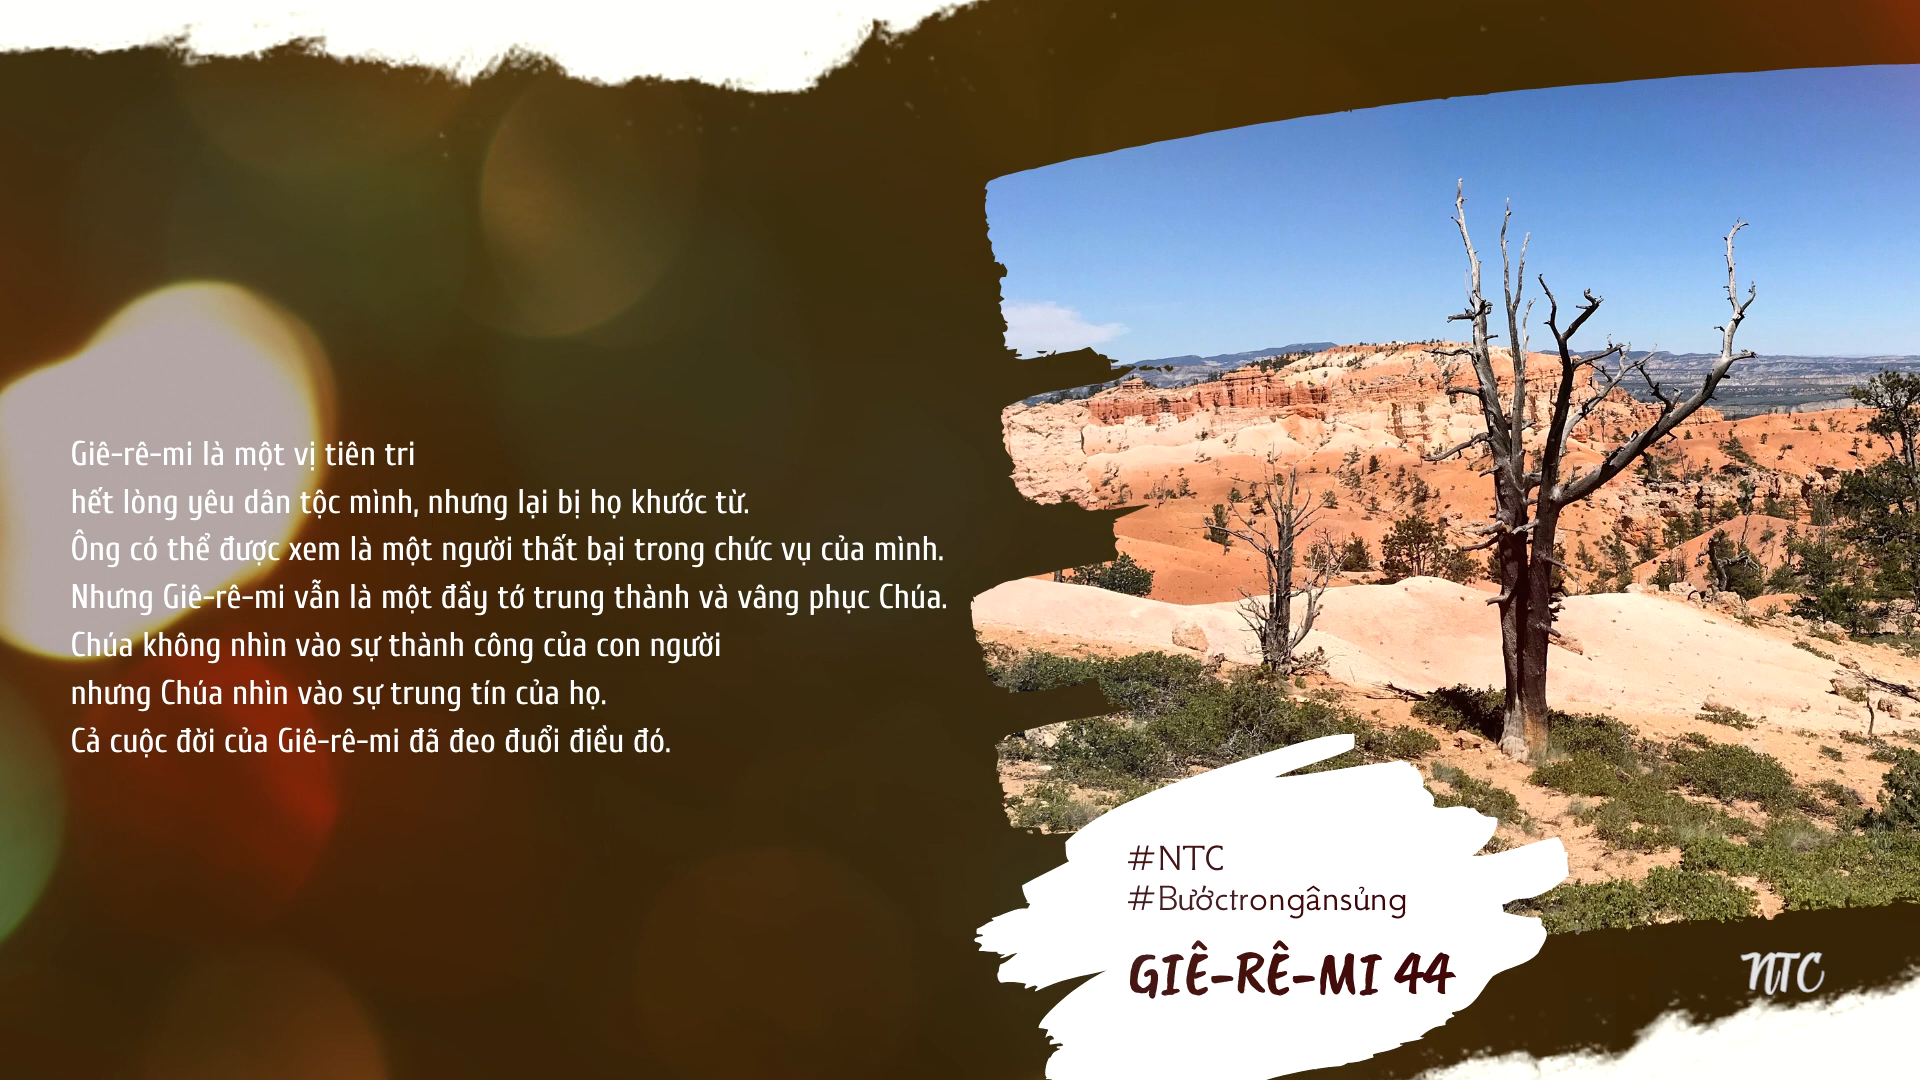 Giê-rê-mi là một vị tiên tri
hết lòng yêu dân tộc mình, nhưng lại bị họ khước từ.
Ông có thể được xem là một người thất bại trong chức vụ của mình.
Nhưng Giê-rê-mi vẫn là một đầy tớ trung thành và vâng phục Chúa.
Chúa không nhìn vào sự thành công của con người
nhưng Chúa nhìn vào sự trung tín của họ.
Cả cuộc đời của Giê-rê-mi đã đeo đuổi điều đó.
#NTC
#Bướctrongânsủng
GIÊ-RÊ-MI 44
NTC